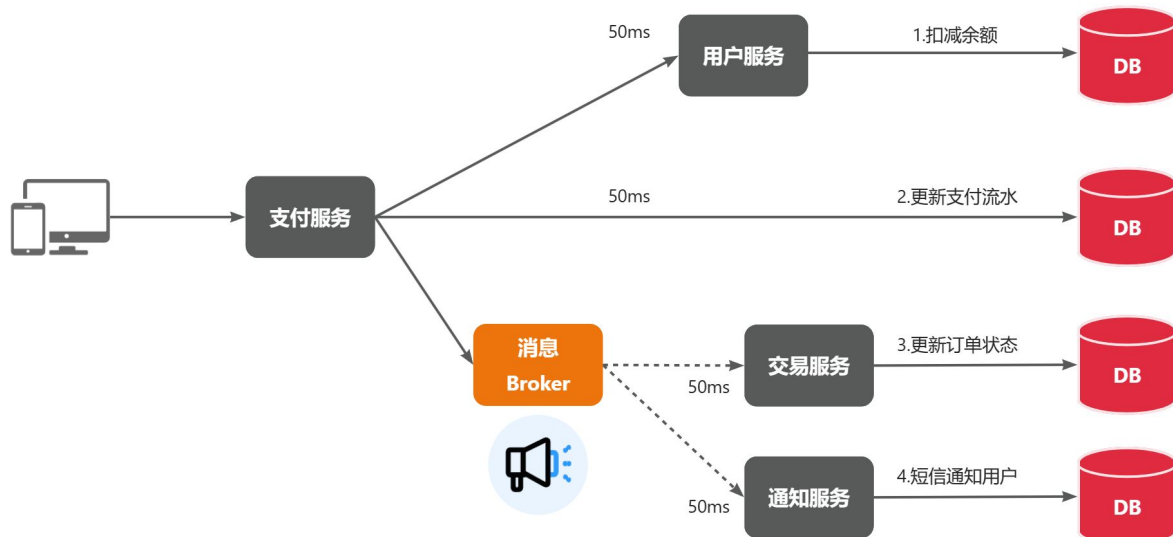 50ms
用户服务
1.扣减余额
DB
支付服务
50ms
2.更新支付流水
DB
消息
Broker
50ms
交易服务
3.更新订单状态
DB
50ms
通知服务
4.短信通知用户
DB